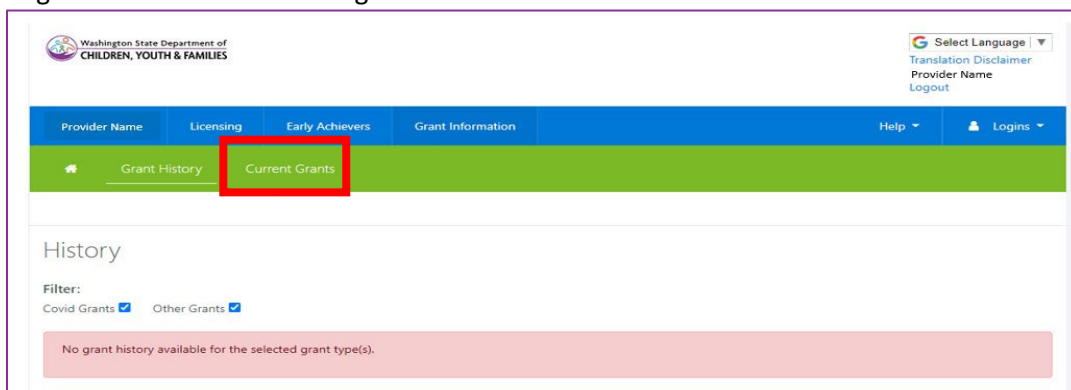 Washington State Department of
CHILDREN, YOUTH & FAMILIES
Select Language
Translation Disclaimer
Provider Name
Logout
Provider Name Licensing Early Achievers Grant Information Help Logins
Grant History Current Grants
History
Filter:
Covid Grants Other Grants
No grant history available for the selected grant type(s).